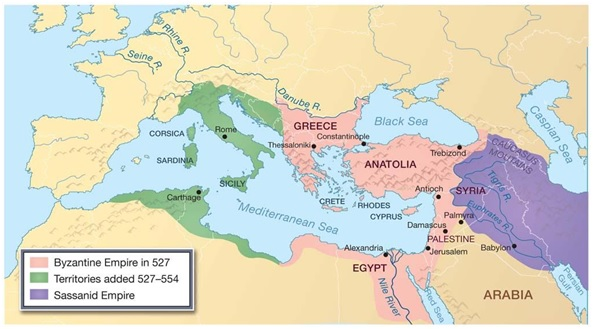 Rhine R.
Seine R.
Danube R.
Black Sea
Caspian Sea
GREECE
CORSICA
Rome
Constantinople
Thessaloniki
CAUCASUS
MOUTAINS
Trebizond
ANATOLIA
SARDINIA
SICILY
Carthage
Antioch
SYRIA
Tigris R.
CRETE
RHODES
CYPRUS
Euphrates R.
Palmyra
Damascus
Mediterranean Sea
PALESTINE
Alexandria
Jerusalem
Babylon
EGYPT
Nile River
Red Sea
ARABIA
Persian
Gulf
Byzantine Empire in 527
Territories added 527–554
Sassanid Empire